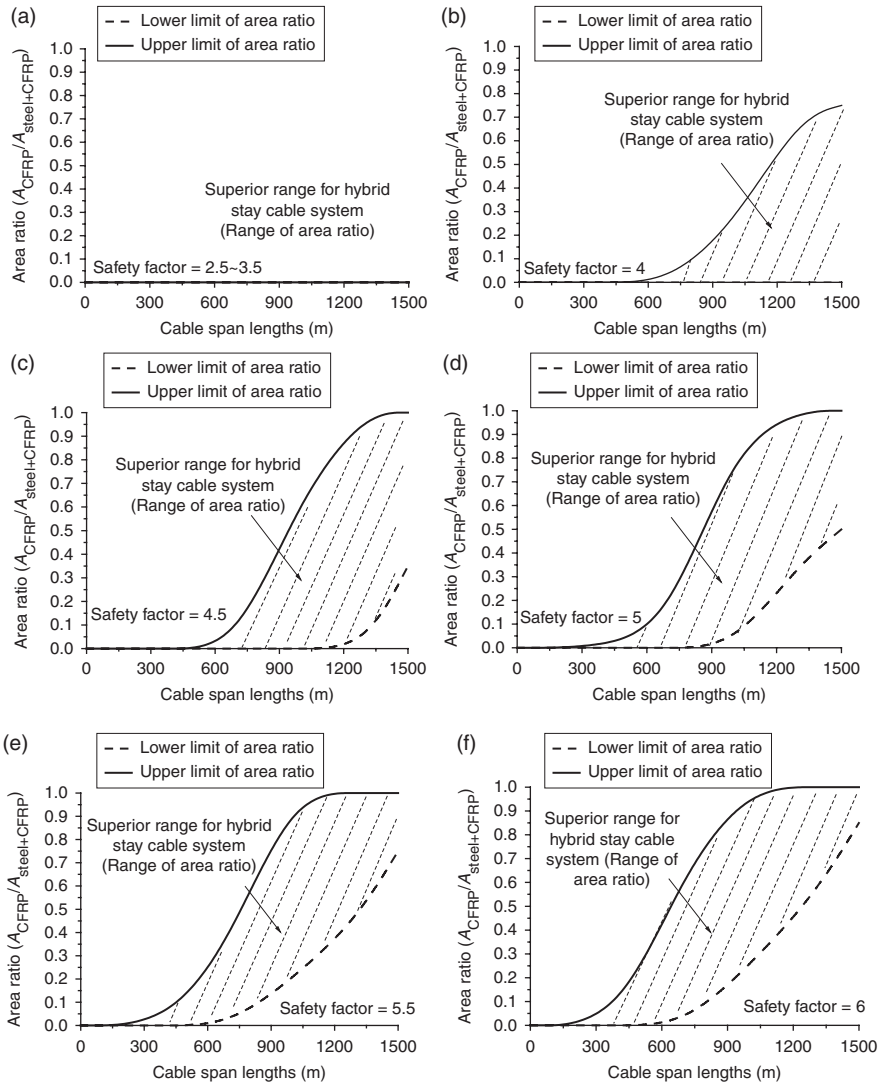 (a)
Lower limit of area ratio
Upper limit of area ratio
Area ratio (A_CFRP/A_steel+CFRP)
1.0
0.9
0.8
0.7
0.6
0.5
0.4
0.3
0.2
0.1
0.0
Superior range for hybrid
stay cable system
(Range of area ratio)
Safety factor = 2.5~3.5
0 300 600 900 1200 1500
Cable span lengths (m)
(b)
Lower limit of area ratio
Upper limit of area ratio
Area ratio (A_CFRP/A_steel+CFRP)
1.0
0.9
0.8
0.7
0.6
0.5
0.4
0.3
0.2
0.1
0.0
Superior range for hybrid
stay cable system
(Range of area ratio)
Safety factor = 4
0 300 600 900 1200 1500
Cable span lengths (m)
(c)
Lower limit of area ratio
Upper limit of area ratio
Area ratio (A_CFRP/A_steel+CFRP)
1.0
0.9
0.8
0.7
0.6
0.5
0.4
0.3
0.2
0.1
0.0
Superior range for hybrid
stay cable system
(Range of area ratio)
Safety factor = 4.5
0 300 600 900 1200 1500
Cable span lengths (m)
(d)
Lower limit of area ratio
Upper limit of area ratio
Area ratio (A_CFRP/A_steel+CFRP)
1.0
0.9
0.8
0.7
0.6
0.5
0.4
0.3
0.2
0.1
0.0
Superior range for hybrid
stay cable system
(Range of area ratio)
Safety factor = 5
0 300 600 900 1200 1500
Cable span lengths (m)
(e)
Lower limit of area ratio
Upper limit of area ratio
Area ratio (A_CFRP/A_steel+CFRP)
1.0
0.9
0.8
0.7
0.6
0.5
0.4
0.3
0.2
0.1
0.0
Superior range for hybrid
stay cable system
(Range of area ratio)
Safety factor = 5.5
0 300 600 900 1200 1500
Cable span lengths (m)
(f)
Lower limit of area ratio
Upper limit of area ratio
Area ratio (A_CFRP/A_steel+CFRP)
1.0
0.9
0.8
0.7
0.6
0.5
0.4
0.3
0.2
0.1
0.0
Superior range for
hybrid stay cable
system (Range of
area ratio)
Safety factor = 6
0 300 600 900 1200 1500
Cable span lengths (m)